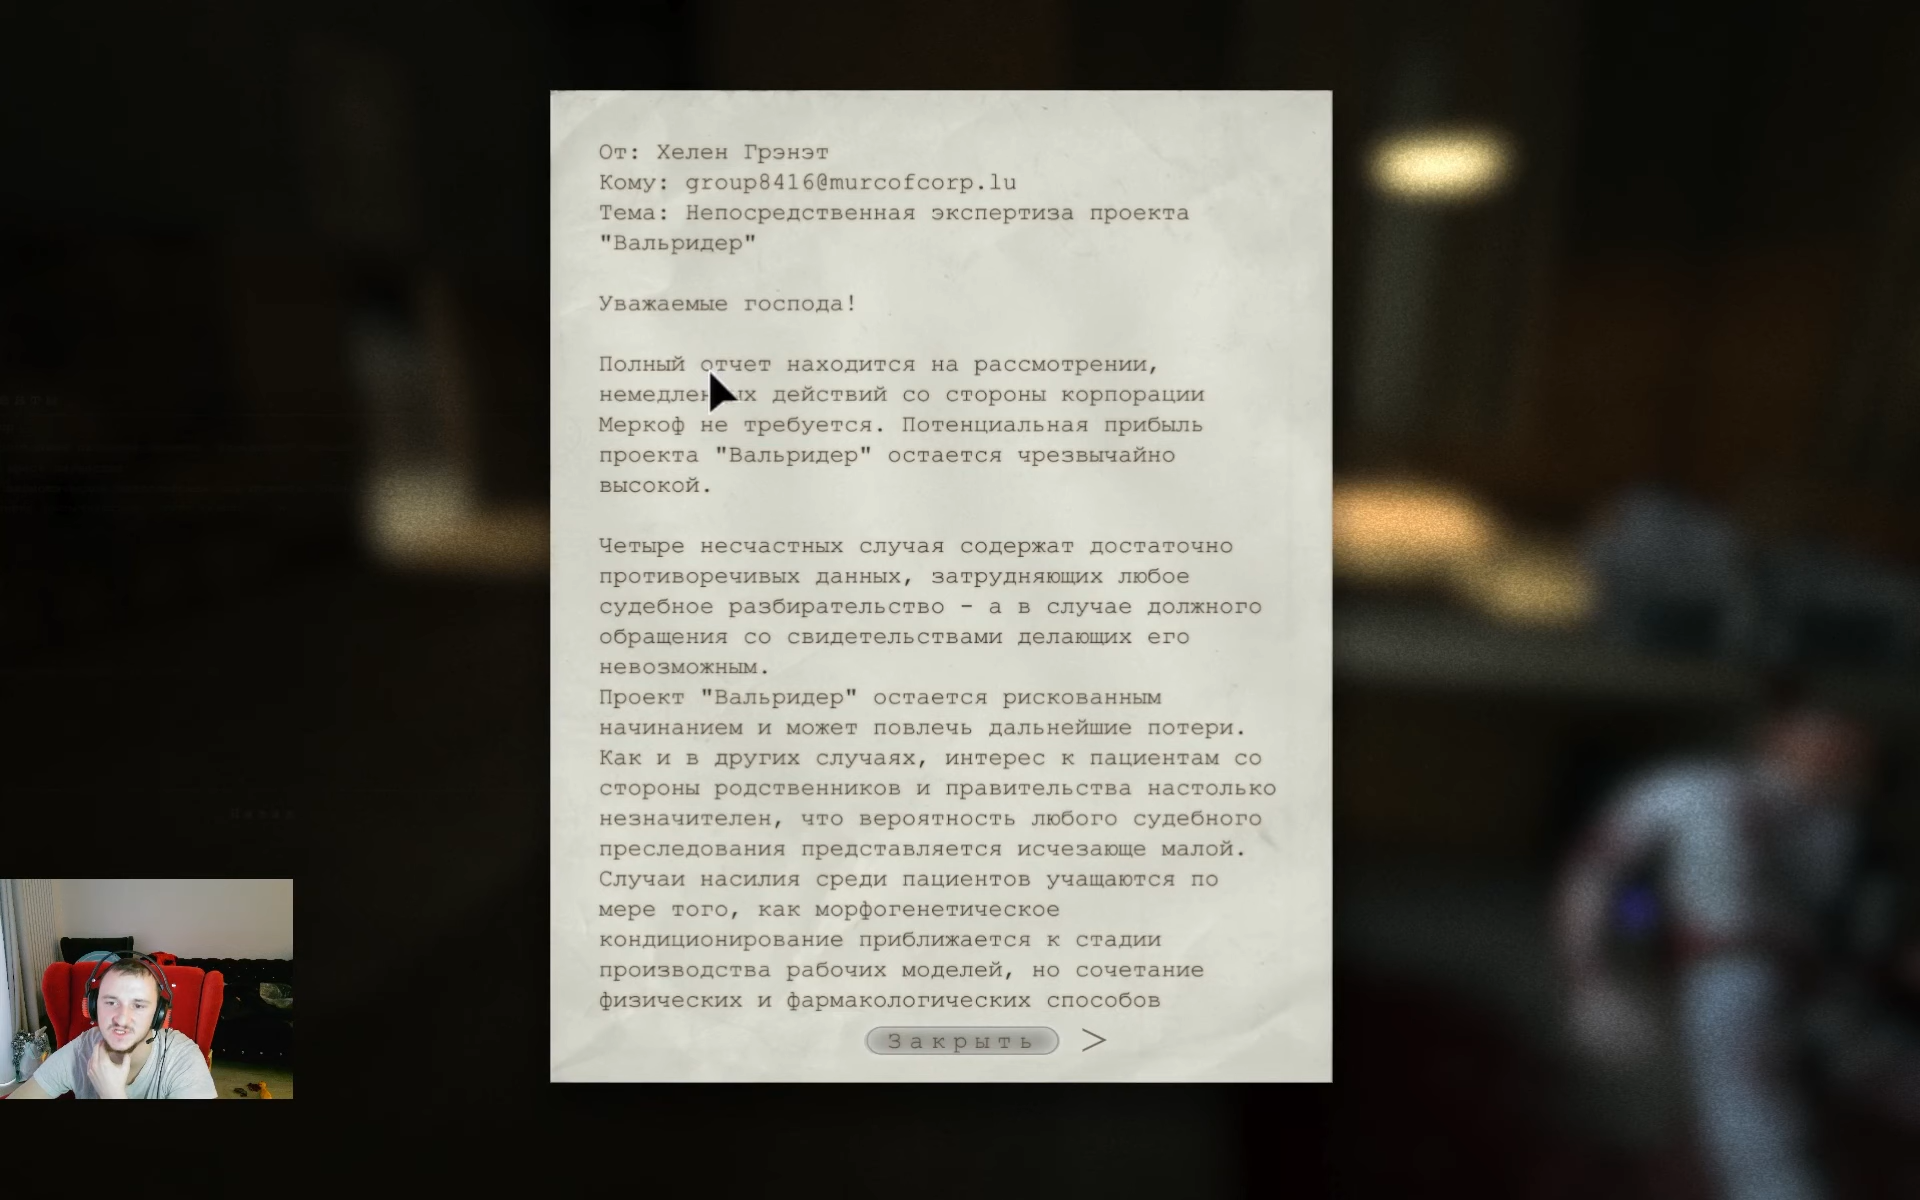 От: Хелен Грэнэт
Кому: group8416@murcofcorp.lu
Тема: Непосредственная экспертиза проекта
"Вальридер"
Уважаемые господа!
Полный отчет находится на рассмотрении,
действий со стороны корпорации
Меркоф не требуется. Потенциальная прибыль
проекта "Вальридер" остается чрезвычайно
высокой.
Четыре несчастных случая содержат достаточно
противоречивых данных, затрудняющих любое
судебное разбирательство - а в случае должного
обращения со свидетельствами делающих его
невозможным.
Проект "Вальридер" остается рискованным
начинанием и может повлечь дальнейшие потери.
Как и в других случаях, интерес к пациентам со
стороны родственников и правительства настолько
незначителен, что вероятность любого судебного
преследования представляется исчезающе малой.
Случаи насилия среди пациентов учащаются по
мере того, как морфогенетическое
кондиционирование приближается к стадии
производства рабочих моделей, но сочетание
физических и фармакологических способов
Закрыть >